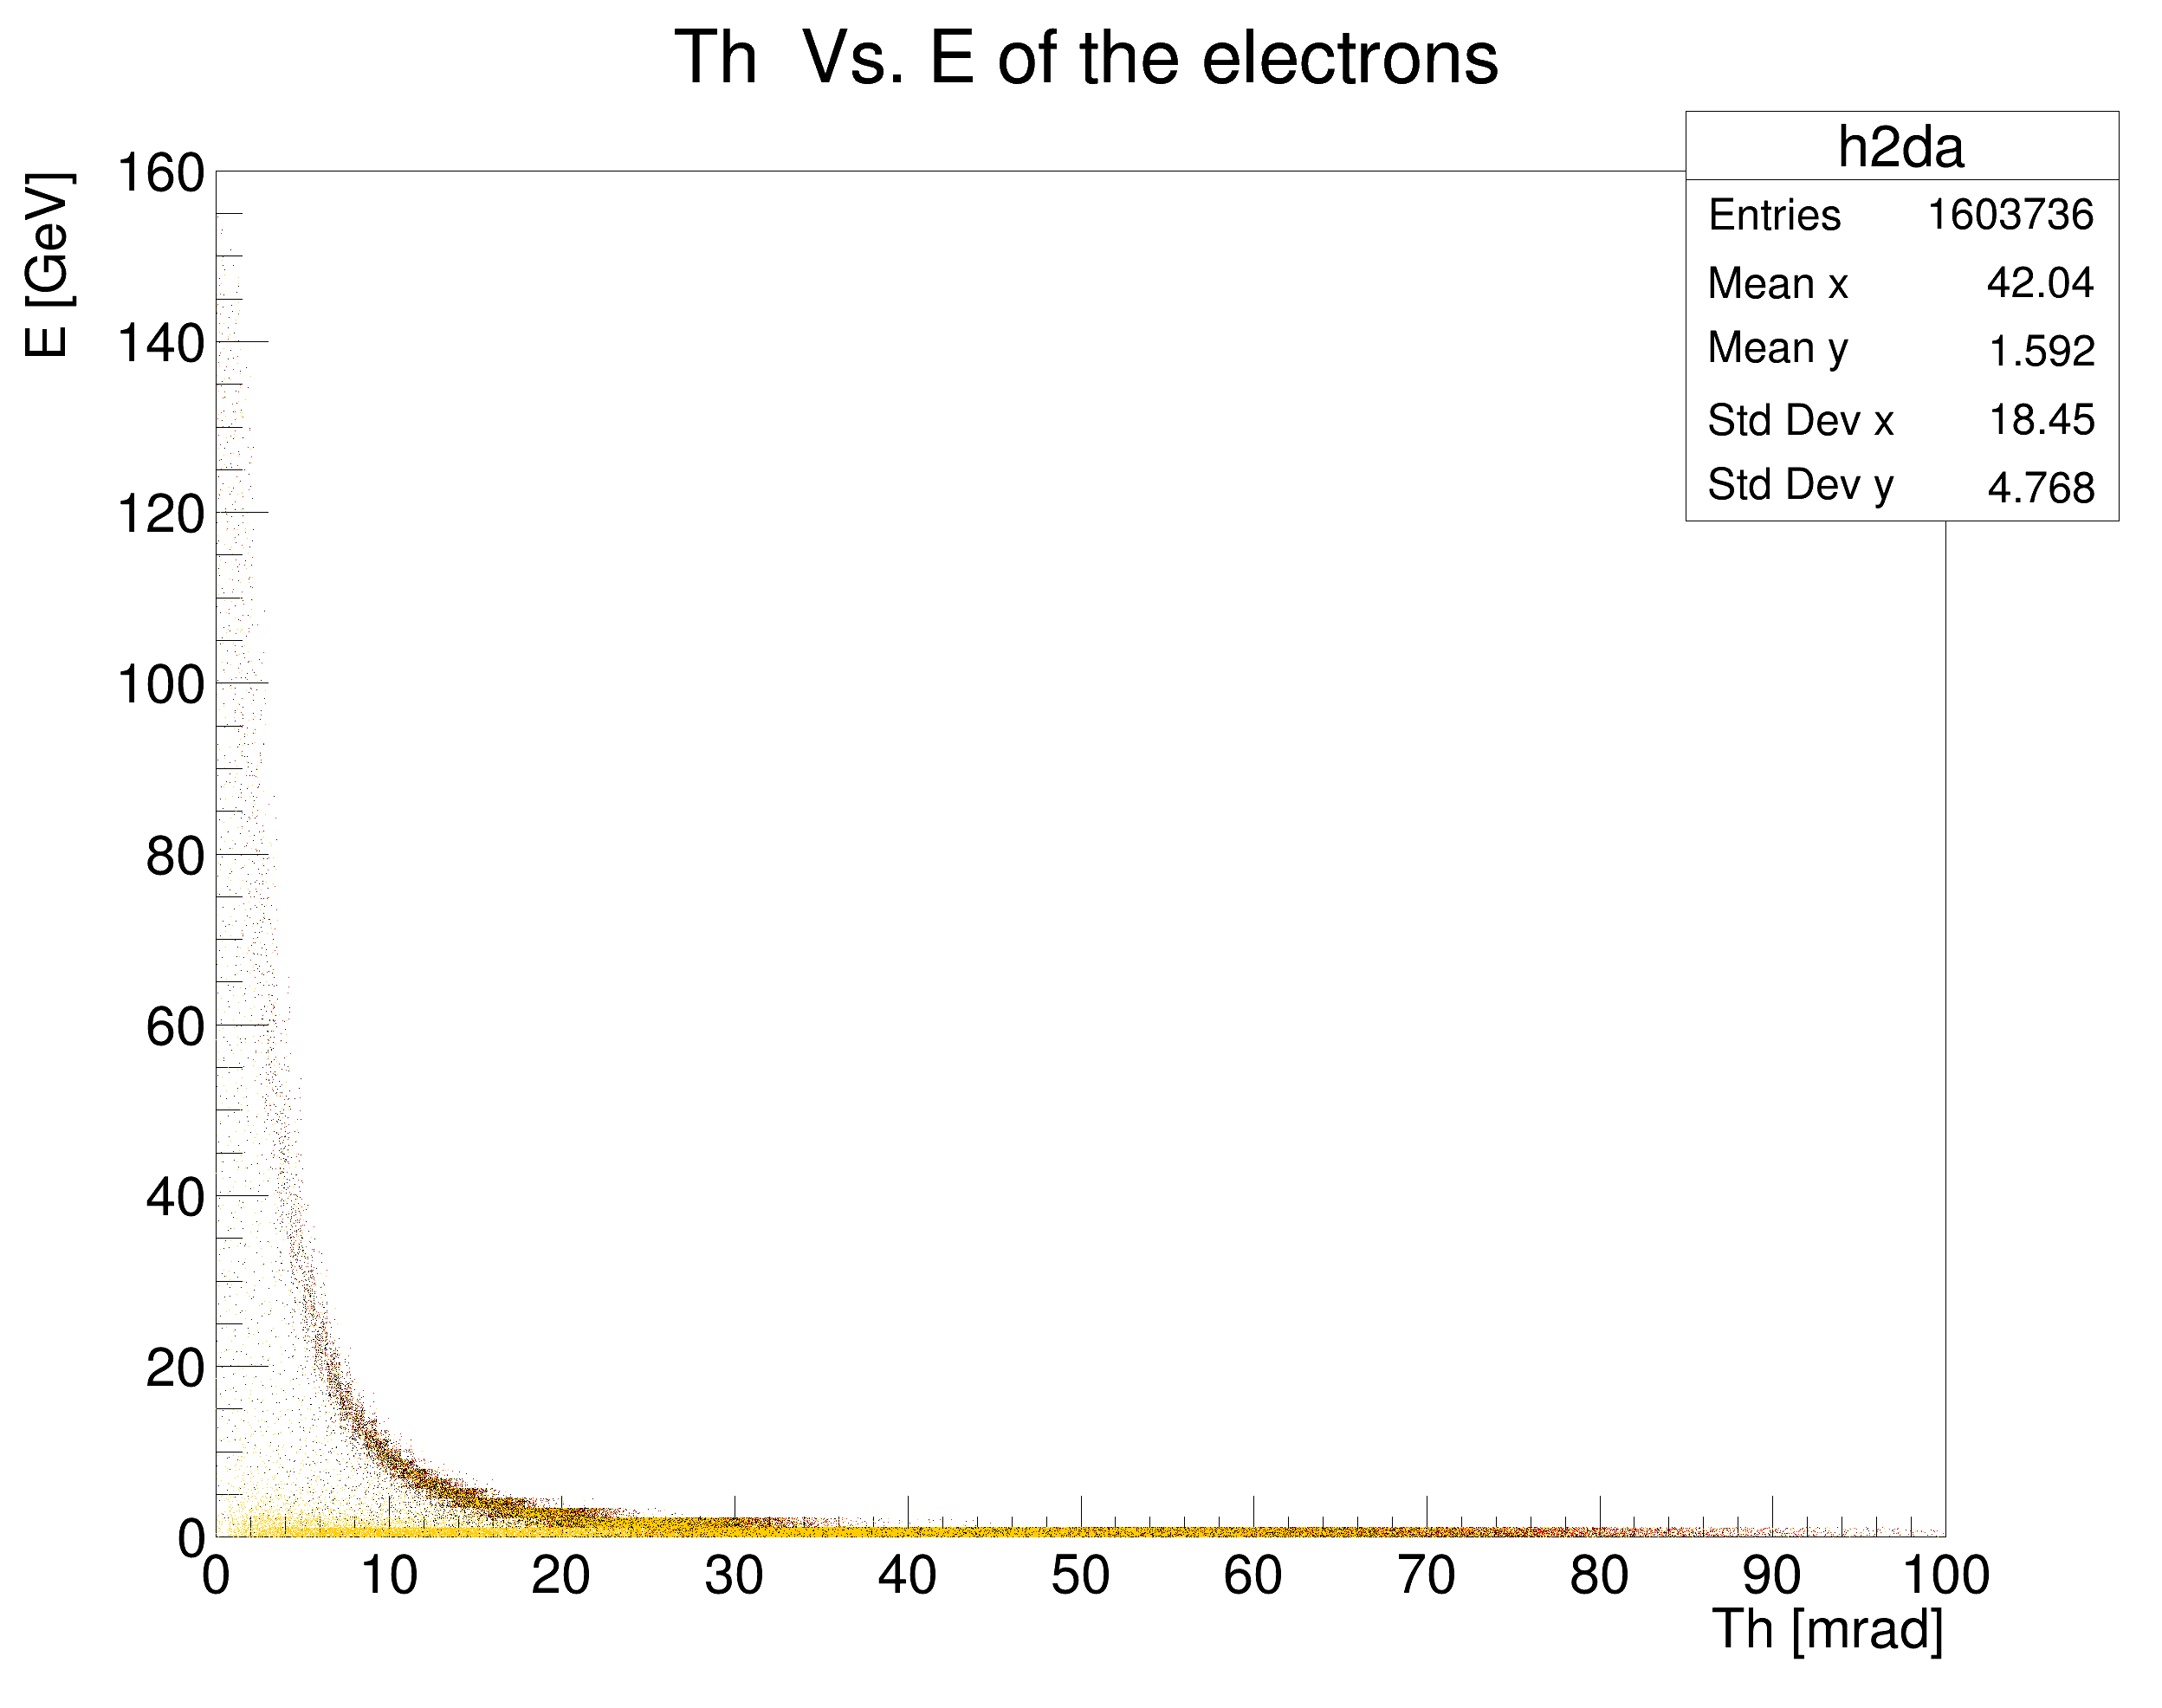 Th Vs. E of the electrons
h2da
Entries 1603736
Mean x 42.04
Mean y 1.592
Std Dev x 18.45
Std Dev y 4.768
E [GeV]
160
140
120
100
80
60
40
20
0
0 10 20 30 40 50 60 70 80 90 100
Th [mrad]